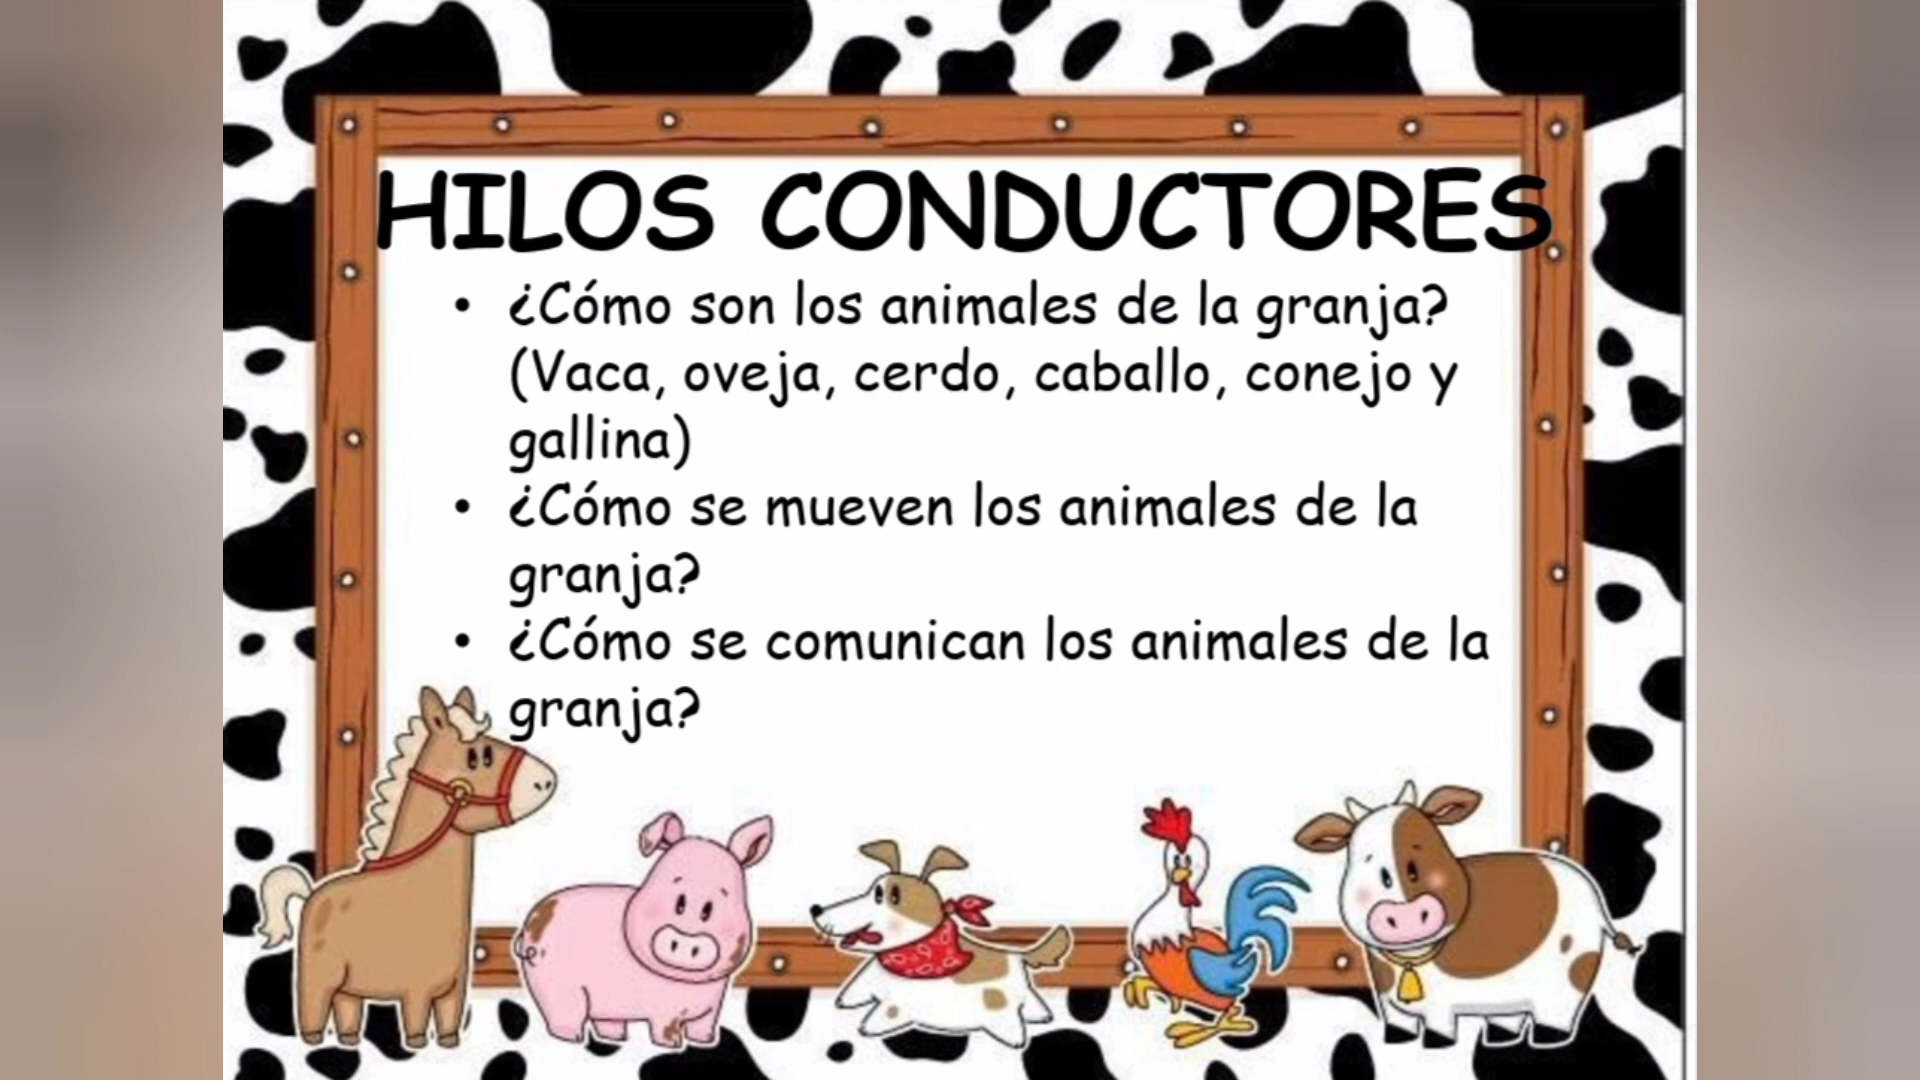 HILOS CONDUCTORES
• ¿Cómo son los animales de la granja?
(Vaca, oveja, cerdo, caballo, conejo y
gallina)
• ¿Cómo se mueven los animales de la
granja?
• ¿Cómo se comunican los animales de la
granja?